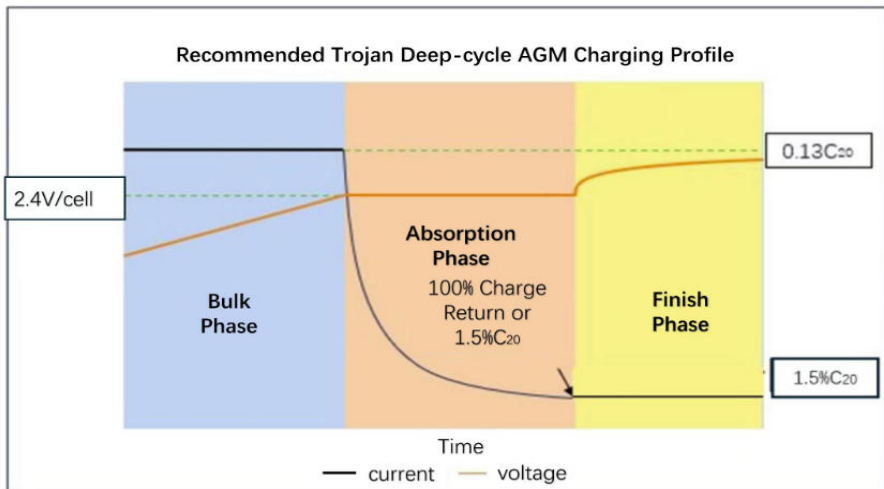 Recommended Trojan Deep-cycle AGM Charging Profile
0.13C₂₀
2.4V/cell
Absorption
Phase
100% Charge
Return or
1.5%C₂₀
Bulk
Phase
Finish
Phase
1.5%C₂₀
Time
current voltage